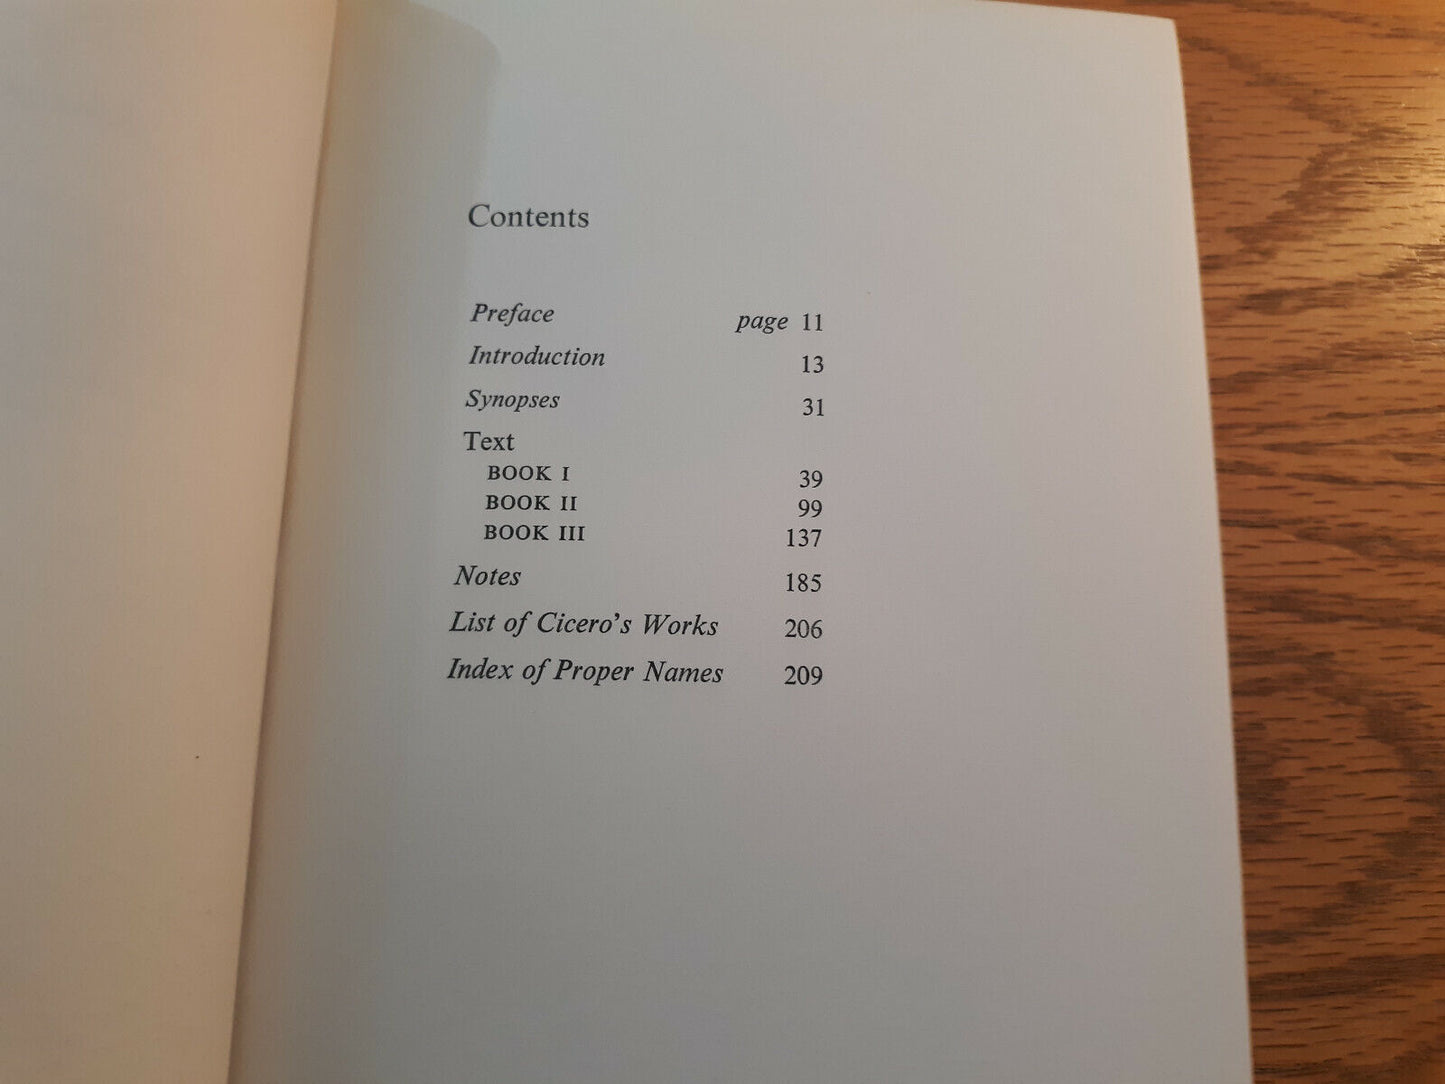 Contents
Preface page 11
Introduction 13
Synopses 31
Text
BOOK I 39
BOOK II 99
BOOK III 137
Notes 185
List of Cicero's Works 206
Index of Proper Names 209